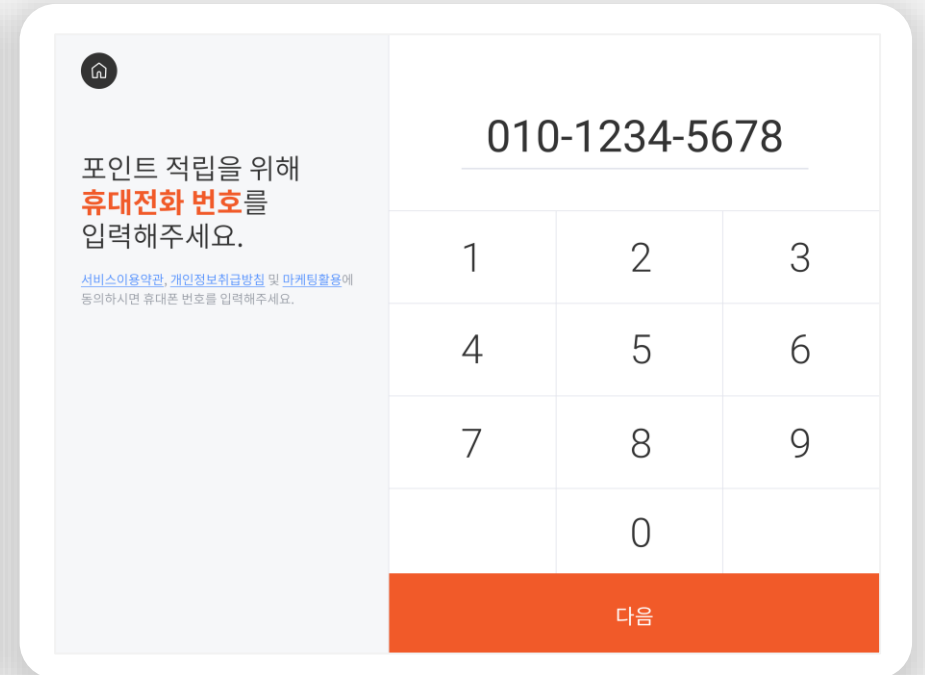 포인트 적립을 위해
휴대전화 번호를
입력해주세요.
서비스이용약관, 개인정보취급방침 및 마케팅활용에
동의하시면 휴대폰 번호를 입력해주세요.
010-1234-5678
1 2 3
4 5 6
7 8 9
0
다음